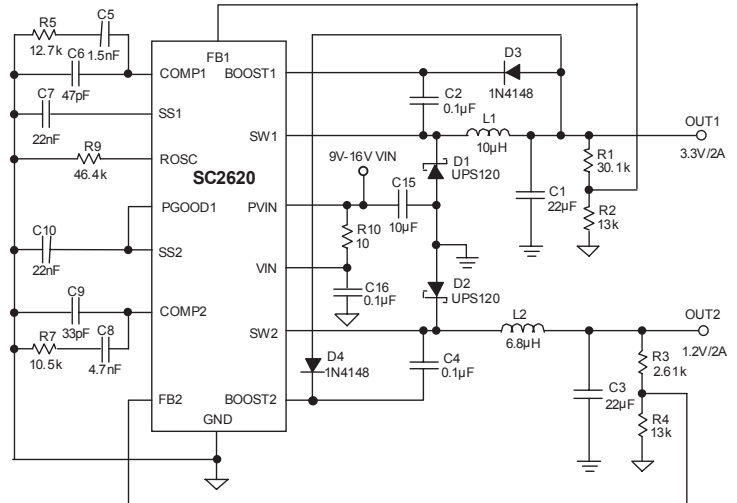 R5
12.7k
C5
1.5nF
C6
47pF
C7
22nF
R9
46.4k
C10
22nF
C9
33pF
R7
10.5k
C8
4.7nF
FB1
COMP1
BOOST1
SS1
SW1
ROSC
SC2620
PGOOD1
PVIN
SS2
VIN
COMP2
SW2
FB2
BOOST2
GND
D3
1N4148
C2
0.1µF
L1
10µH
OUT1
3.3V/2A
9V-16V VIN
D1
UPS120
R1
30.1k
C15
10µF
C1
22µF
R2
13k
R10
10
C16
0.1µF
D2
UPS120
L2
6.8µH
OUT2
1.2V/2A
D4
1N4148
C4
0.1µF
R3
2.61k
C3
22µF
R4
13k